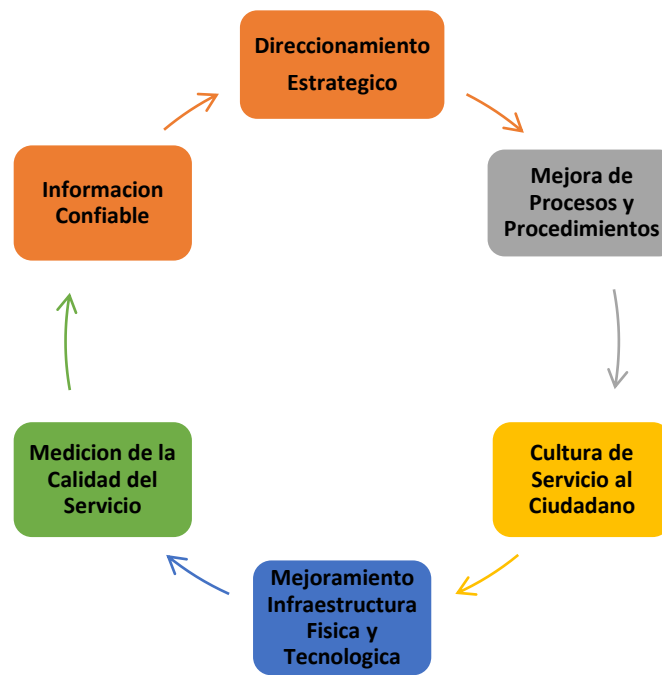 Direccionamiento
Estrategico
Mejora de
Procesos y
Procedimientos
Cultura de
Servicio al
Ciudadano
Mejoramiento
Infraestructura
Fisica y
Tecnologica
Medicion de la
Calidad del
Servicio
Informacion
Confiable